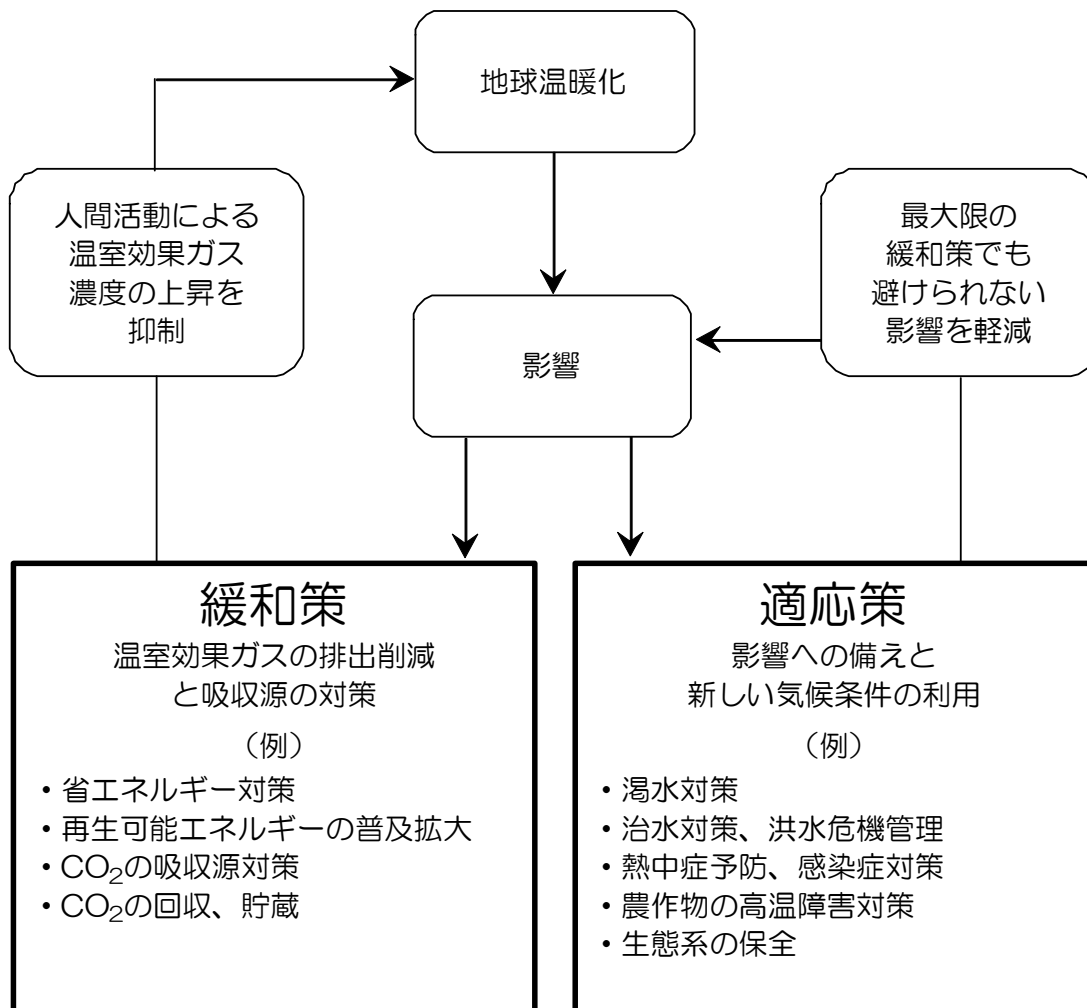 地球温暖化
人間活動による
温室効果ガス
濃度の上昇を
抑制
最大限の
緩和策でも
避けられない
影響を軽減
影響
緩和策
温室効果ガスの排出削減
と吸収源の対策
（例）
・省エネルギー対策
・再生可能エネルギーの普及拡大
・CO₂の吸収源対策
・CO₂の回収、貯蔵
適応策
影響への備えと
新しい気候条件の利用
（例）
・渇水対策
・治水対策、洪水危機管理
・熱中症予防、感染症対策
・農作物の高温障害対策
・生態系の保全